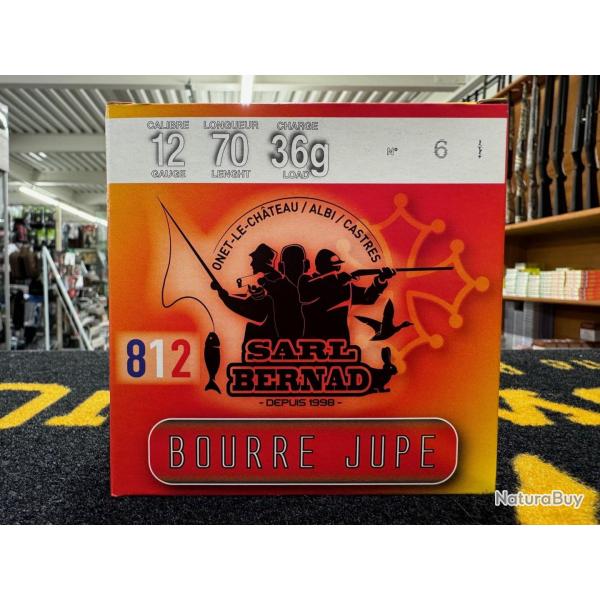 CALIBRE LONGUEUR CHARGE
12 70 36g N° 6
GAUGE LENGHT LOAD
ONET-LE-CHÂTEAU / ALBI / CASTRES
812
SARL
BERNAD
- DEPUIS 1998 -
BOURRE JUPE
NaturaBuy